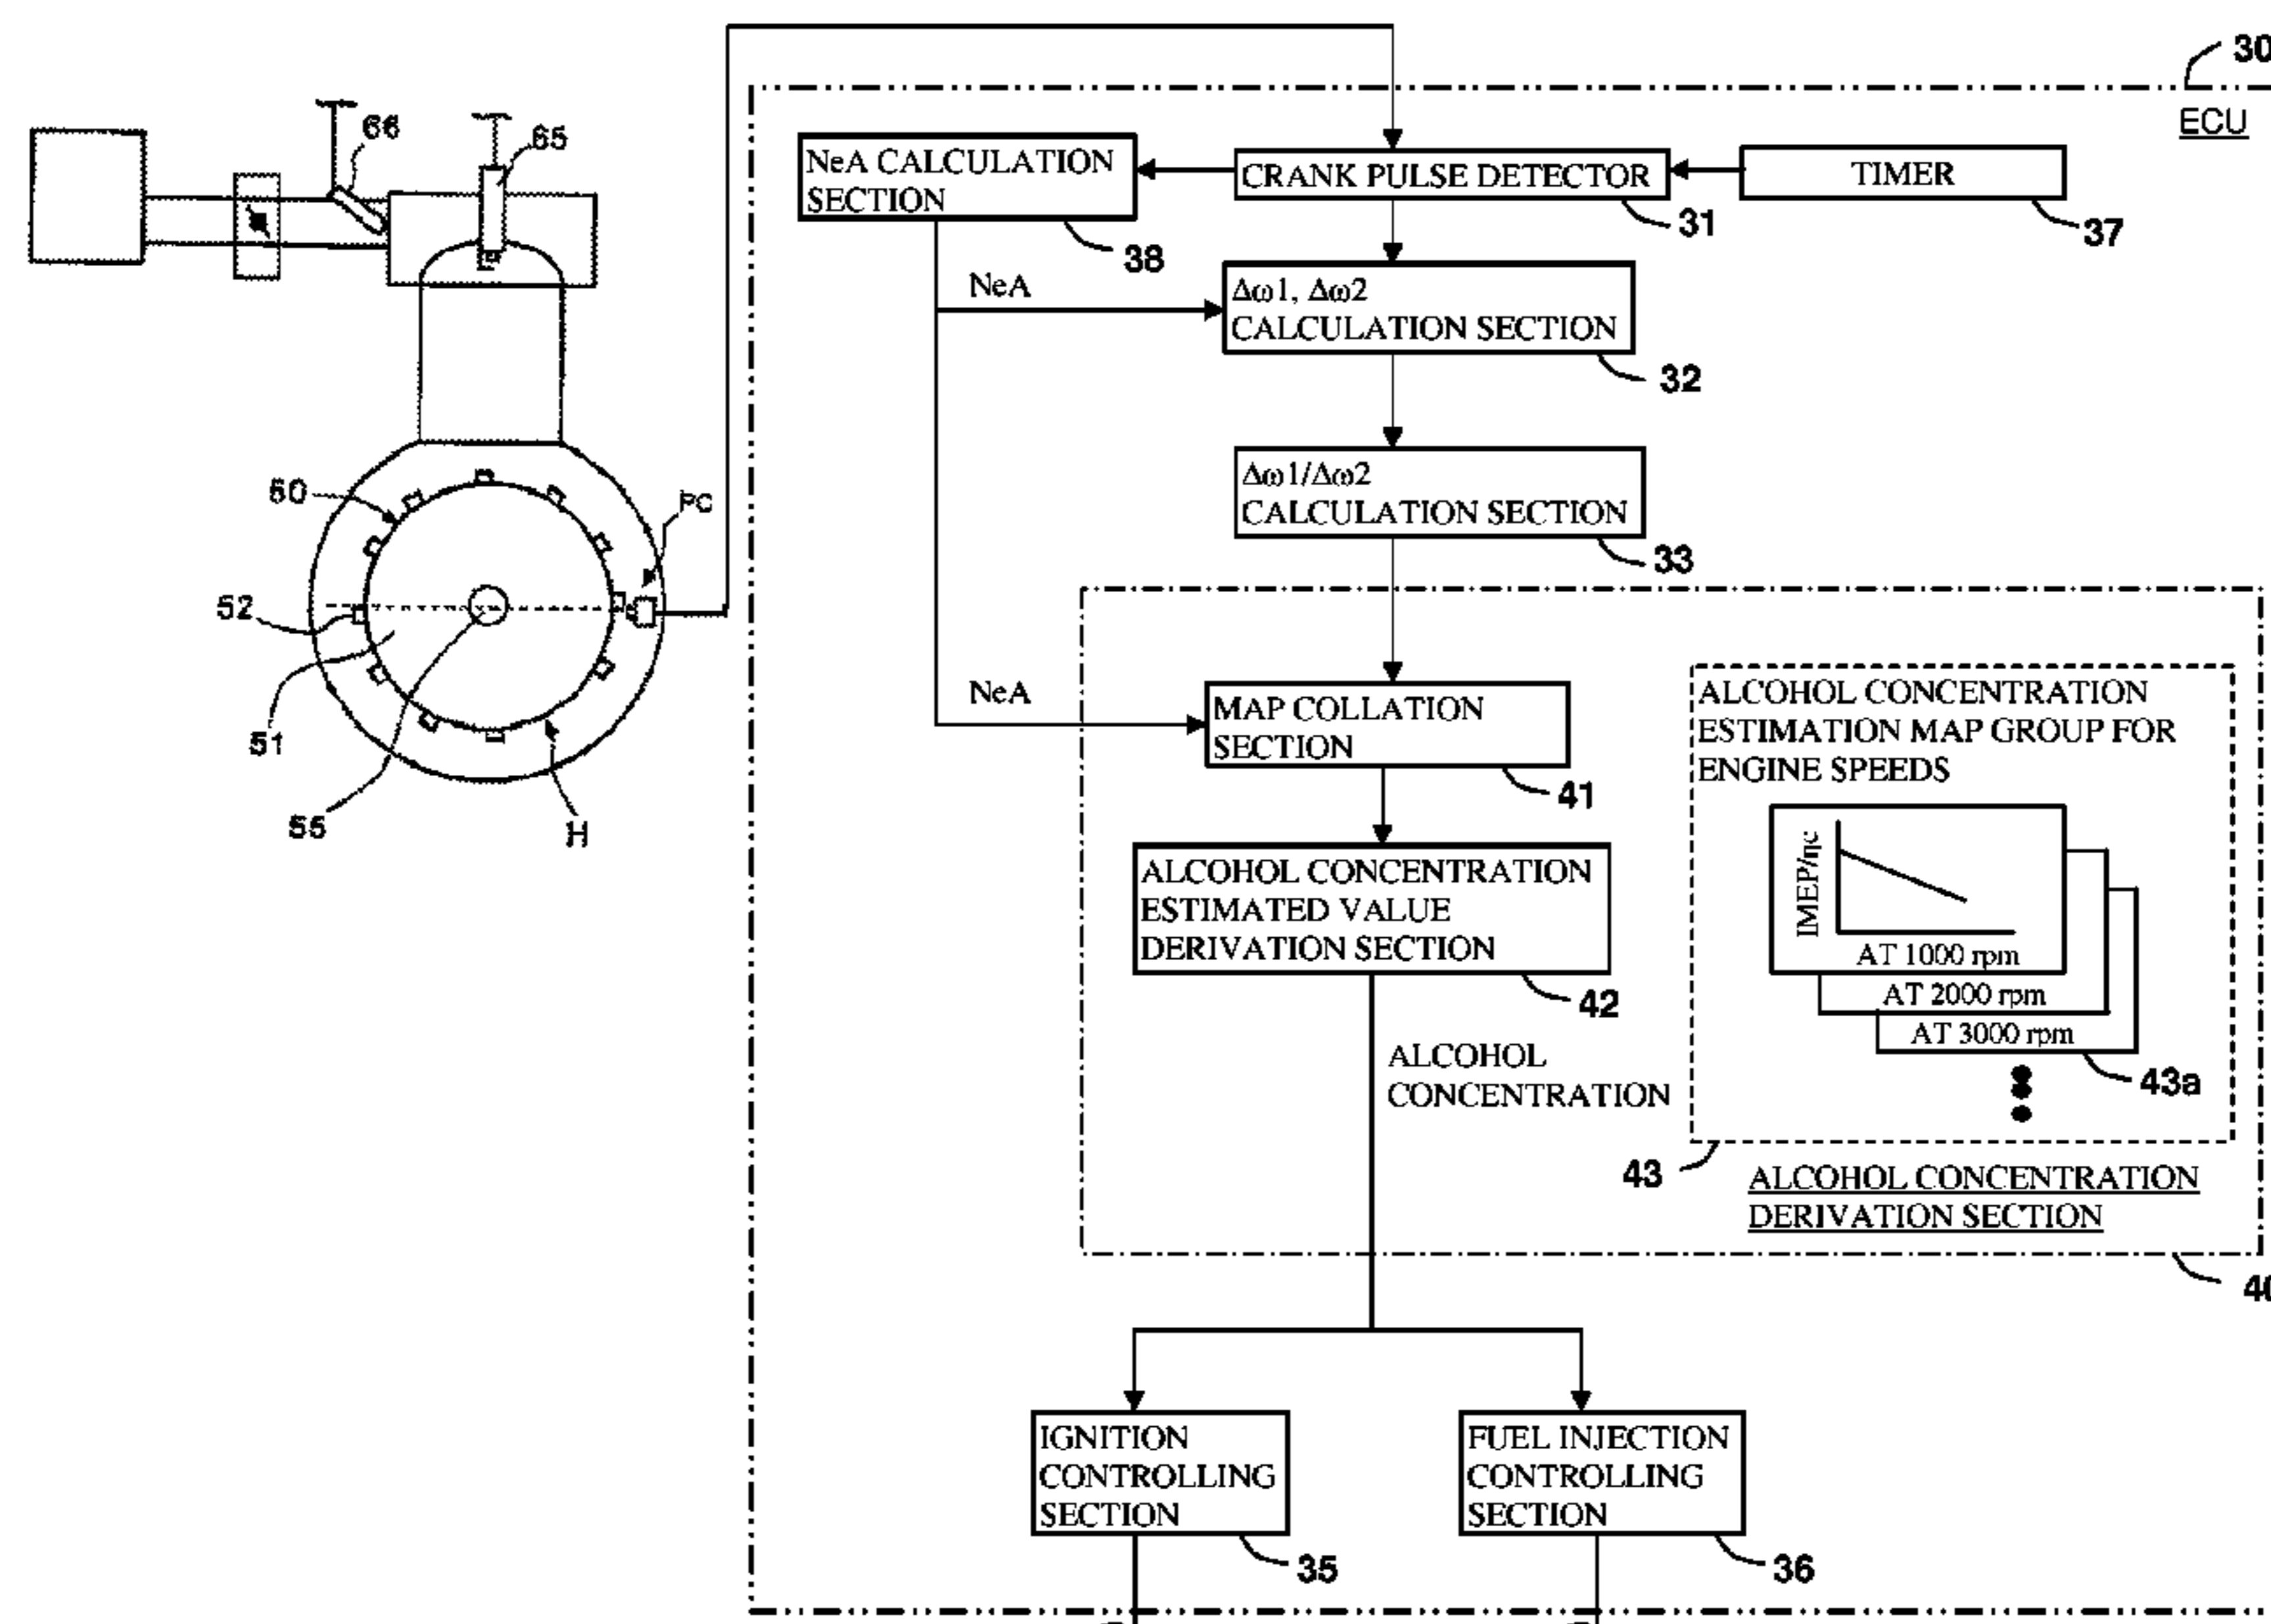 30
ECU
66
65
NeA CALCULATION
SECTION
38
CRANK PULSE DETECTOR
31
TIMER
37
NeA
Δω1, Δω2
CALCULATION SECTION
32
Δω1/Δω2
CALCULATION SECTION
33
PC
52
51
55
H
NeA
MAP COLLATION
SECTION
41
ALCOHOL CONCENTRATION
ESTIMATION MAP GROUP FOR
ENGINE SPEEDS
IMEP/ηc
AT 1000 rpm
AT 2000 rpm
AT 3000 rpm
43a
43
ALCOHOL CONCENTRATION
ESTIMATED VALUE
DERIVATION SECTION
42
ALCOHOL
CONCENTRATION
ALCOHOL CONCENTRATION
DERIVATION SECTION
40
IGNITION
CONTROLLING
SECTION
35
FUEL INJECTION
CONTROLLING
SECTION
36